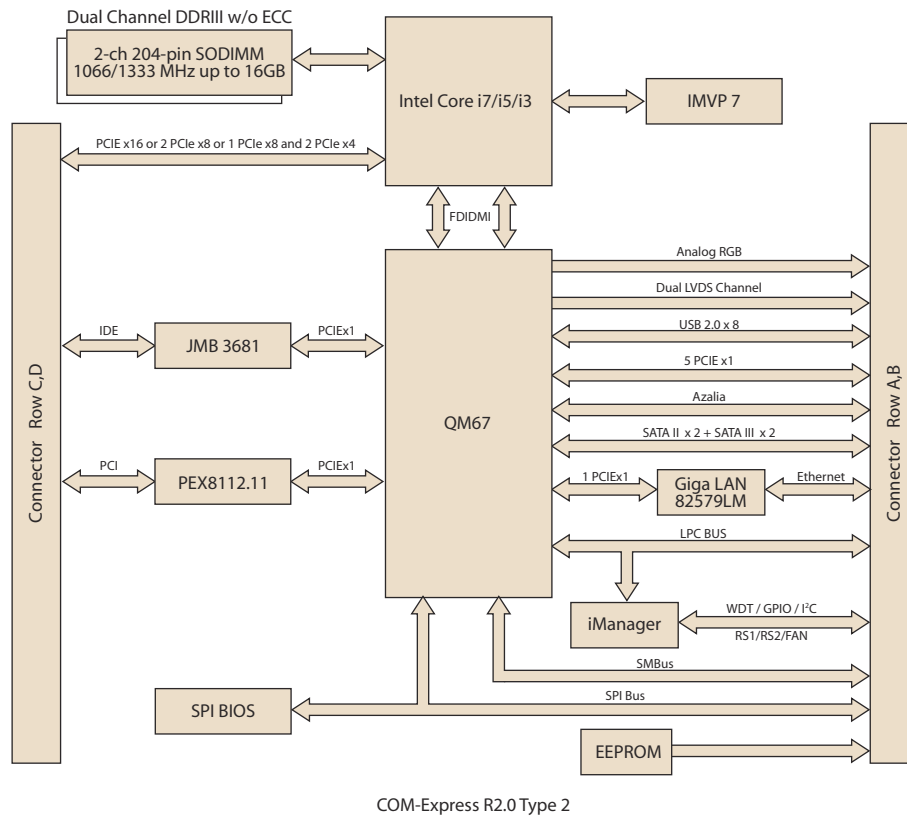 Dual Channel DDRIII w/o ECC
2-ch 204-pin SODIMM
1066/1333 MHz up to 16GB
Intel Core i7/i5/i3
IMVP 7
PCIE x16 or 2 PCIe x8 or 1 PCIe x8 and 2 PCIe x4
FDIDMI
Connector Row C,D
Connector Row A,B
QM67
Analog RGB
Dual LVDS Channel
USB 2.0 x 8
5 PCIE x1
Azalia
SATA II x 2 + SATA III x 2
IDE
JMB 3681
PCIEx1
PCI
PEX8112.11
PCIEx1
1 PCIEx1
Giga LAN
82579LM
Ethernet
LPC BUS
iManager
WDT / GPIO / I²C
RS1/RS2/FAN
SMBus
SPI BIOS
SPI Bus
EEPROM
COM-Express R2.0 Type 2